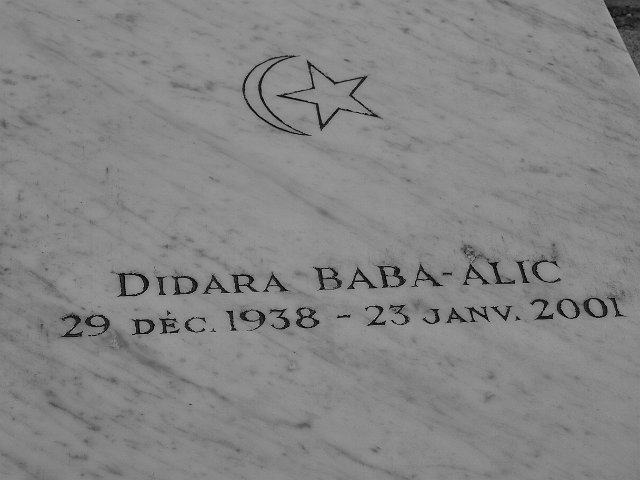 DIDARA BABA-ALIC
29 DÉC. 1938 - 23 JANV. 2001